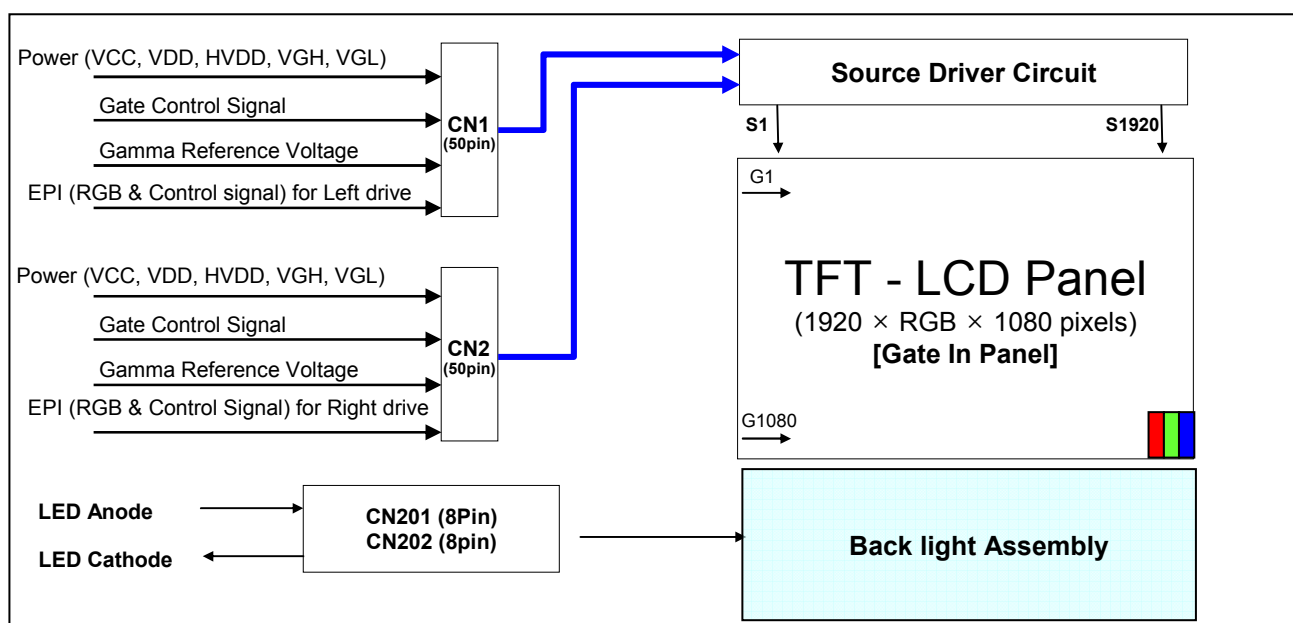 Power (VCC, VDD, HVDD, VGH, VGL)
Gate Control Signal
Gamma Reference Voltage
EPI (RGB & Control signal) for Left drive
CN1
(50pin)
Power (VCC, VDD, HVDD, VGH, VGL)
Gate Control Signal
Gamma Reference Voltage
EPI (RGB & Control Signal) for Right drive
CN2
(50pin)
Source Driver Circuit
S1
S1920
G1
TFT - LCD Panel
(1920 × RGB × 1080 pixels)
[Gate In Panel]
G1080
LED Anode
LED Cathode
CN201 (8Pin)
CN202 (8pin)
Back light Assembly